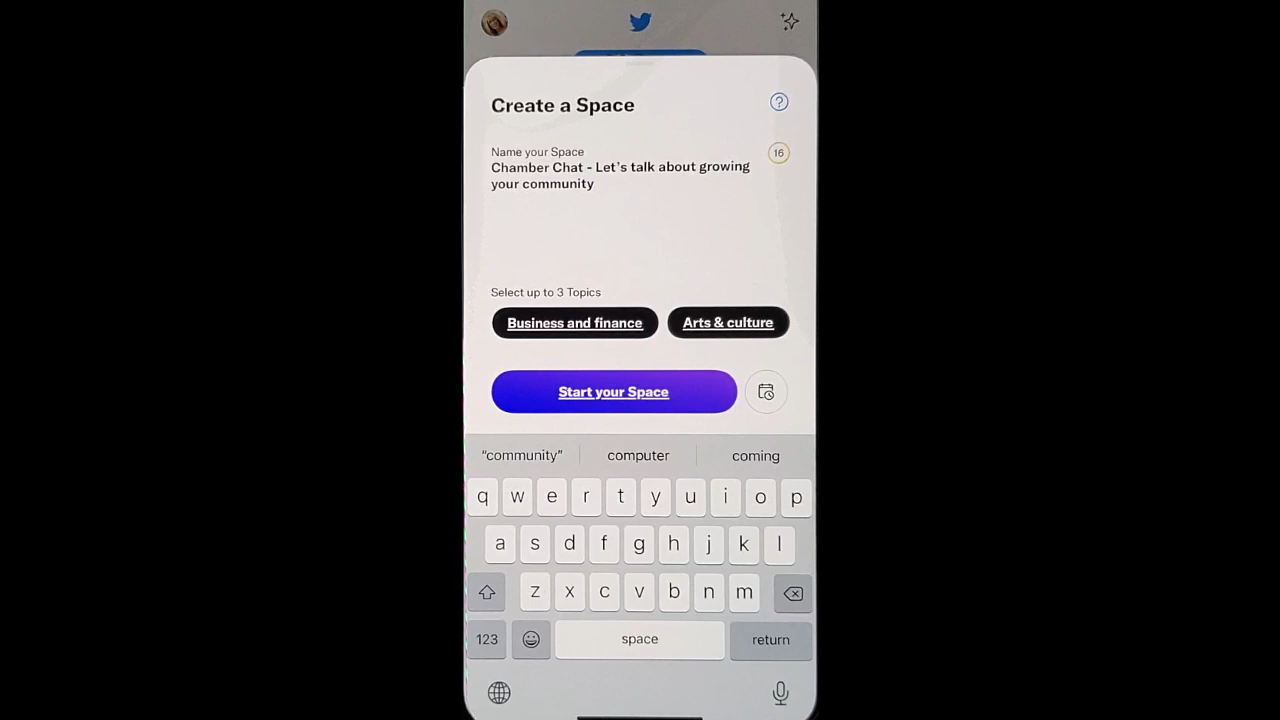 Create a Space
?
Name your Space
16
Chamber Chat - Let's talk about growing
your community
Select up to 3 Topics
Business and finance
Arts & culture
Start your Space
"community"
computer
coming
q w e r t y u i o p
a s d f g h j k l
z x c v b n m
123
space
return